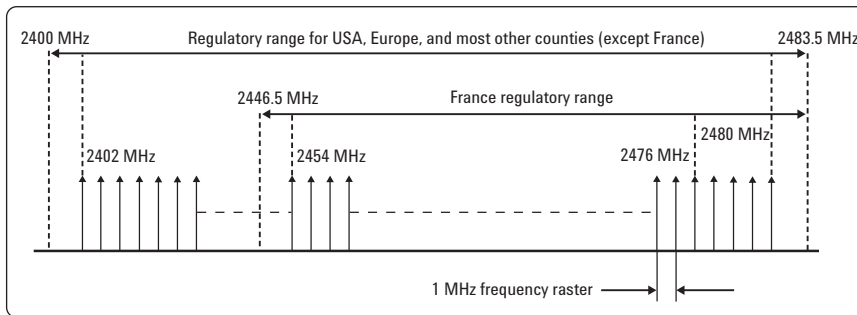 2400 MHz
Regulatory range for USA, Europe, and most other counties (except France)
2483.5 MHz
2446.5 MHz
France regulatory range
2402 MHz
2454 MHz
2476 MHz
2480 MHz
1 MHz frequency raster